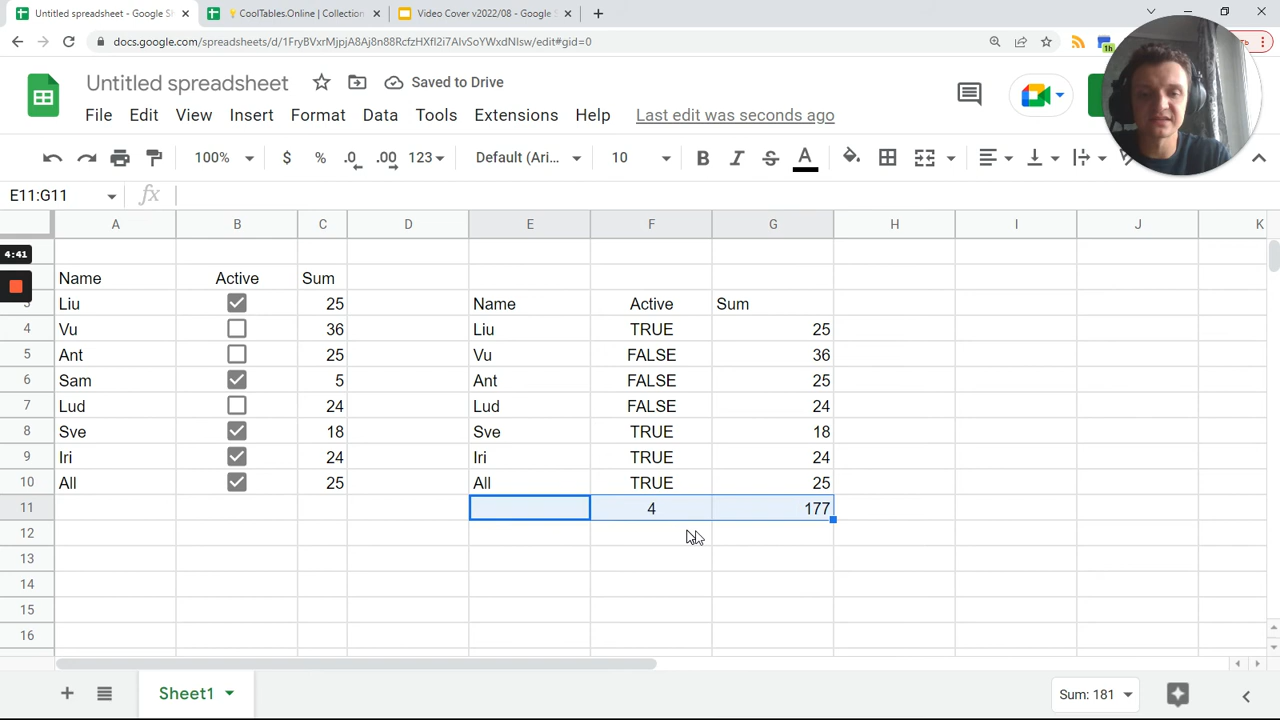 Untitled spreadsheet - Google S
CoolTables.Online | Collection
Video Cover v2022/08 - Google S
docs.google.com/spreadsheets/d/1FryBVxrMjpjA8Aj8n88RcfzHXfl2i7AlvSorWxdNIsw/edit#gid=0
1h
Untitled spreadsheet
Saved to Drive
File Edit View Insert Format Data Tools Extensions Help Last edit was seconds ago
100% $ % .0 .00 123 Default (Ari... 10 B I S A
E11:G11 fx
A B C D E F G H I J K
4:41
Name Active Sum
3 Liu 25 Name Active Sum
4 Vu 36 Liu TRUE 25
5 Ant 25 Vu FALSE 36
6 Sam 5 Ant FALSE 25
7 Lud 24 Lud FALSE 24
8 Sve 18 Sve TRUE 18
9 Iri 24 Iri TRUE 24
10 All 25 All TRUE 25
11 4 177
12
13
14
15
16
Sheet1 Sum: 181